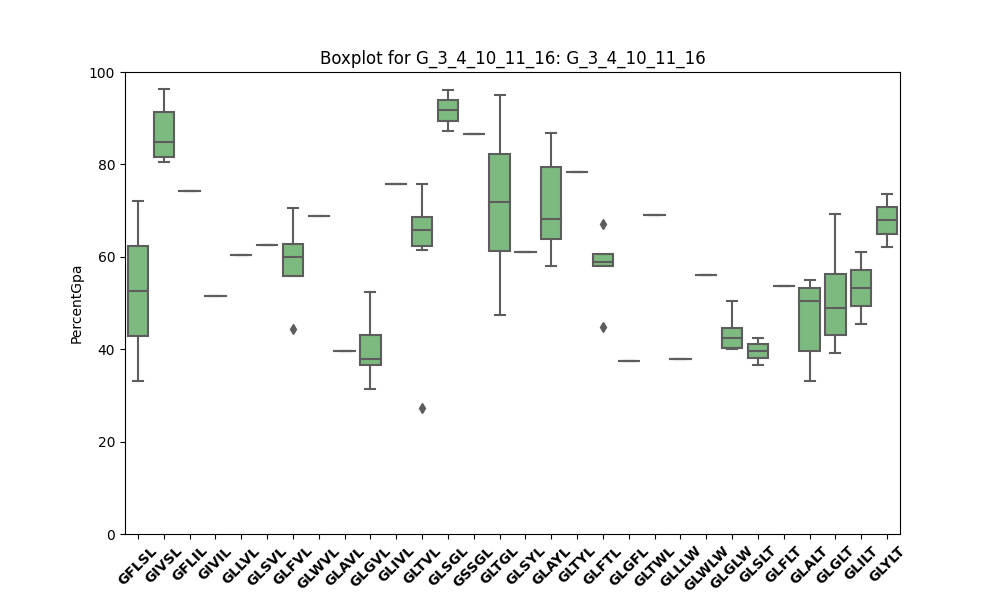 Boxplot for G_3_4_10_11_16: G_3_4_10_11_16
PercentGpa
100
80
60
40
20
0
GFLSL
GIVSL
GFLIL
GIVIL
GLLVL
GLSVL
GLFVL
GLWVL
GLAVL
GLGVL
GLIVL
GLTVL
GLSGL
GSSGL
GLTGL
GLSYL
GLAYL
GLTYL
GLFTL
GLGFL
GLTWL
GLLLW
GLWLW
GLGLW
GLSLT
GLFLT
GLALT
GLGLT
GLILT
GLYLT